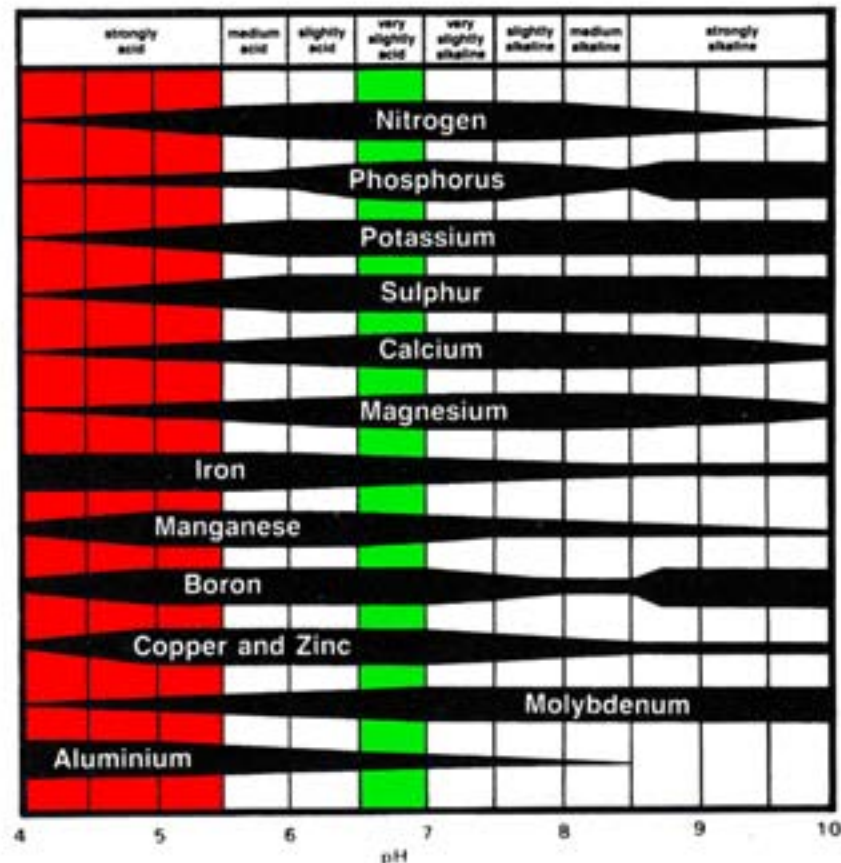 strongly acid
medium acid
slightly acid
very slightly acid
very slightly alkaline
slightly alkaline
medium alkaline
strongly alkaline
Nitrogen
Phosphorus
Potassium
Sulphur
Calcium
Magnesium
Iron
Manganese
Boron
Copper and Zinc
Molybdenum
Aluminium
4 5 6 7 8 9 10
pH